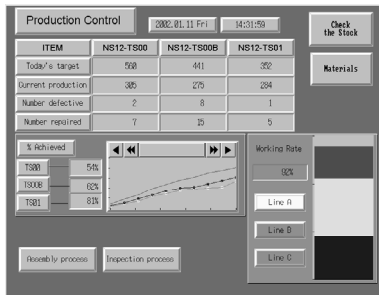 Production Control 2002.01.11 Fri 14:31:59
Check the Stock
Materials
ITEM NS12-TS00 NS12-TS00B NS12-TS01
Today's target 560 441 352
Current production 305 275 284
Number defective 2 8 1
Number repaired 7 15 5
% Achieved
TS00 54%
TS00B 62%
TS01 81%
Working Rate
92%
Line A
Line B
Line C
Assembly process Inspection process